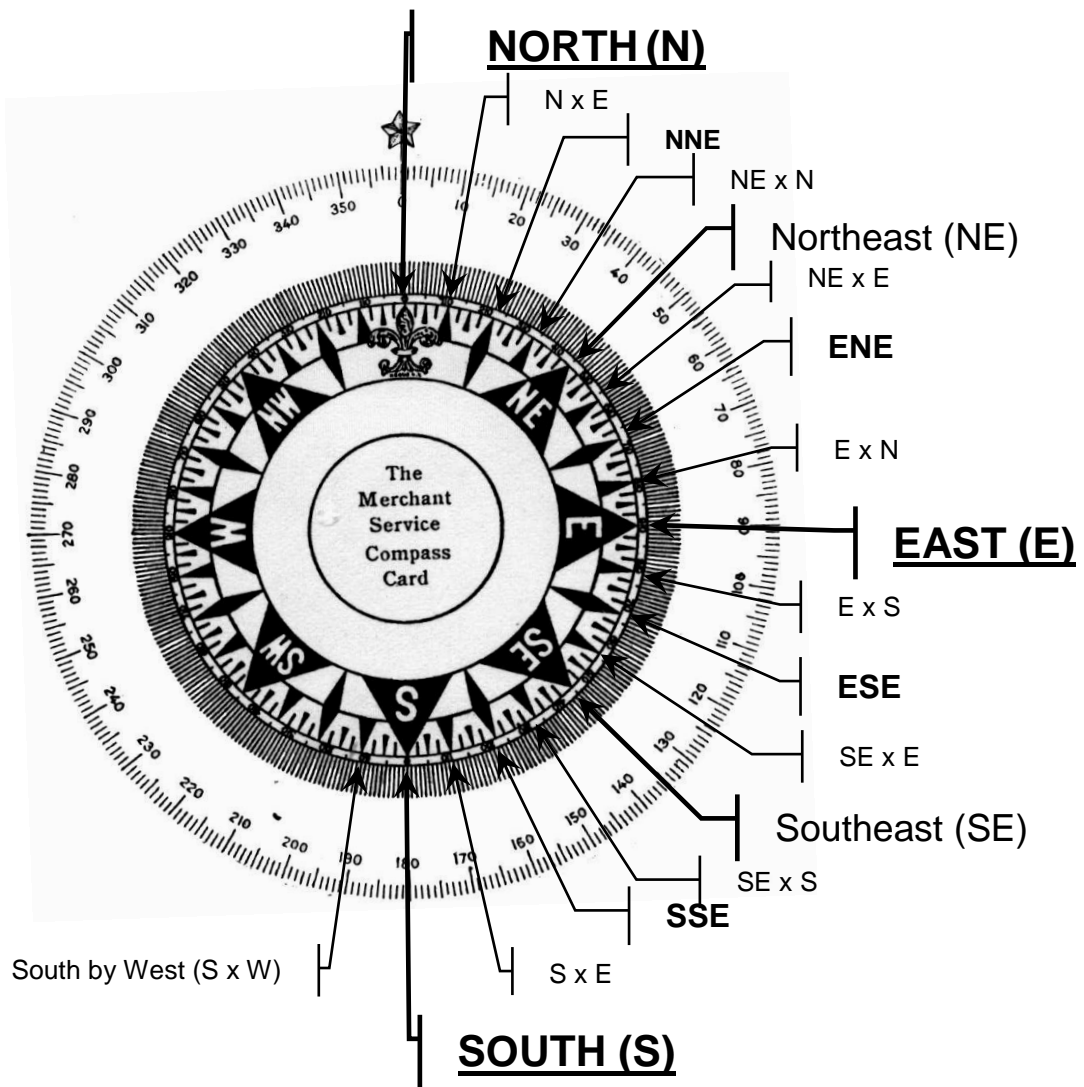 NORTH (N)
N x E
NNE
NE x N
Northeast (NE)
NE x E
ENE
E x N
EAST (E)
E x S
ESE
SE x E
Southeast (SE)
SE x S
SSE
S x E
South by West (S x W)
SOUTH (S)
0
10
20
30
40
50
60
70
80
90
100
110
120
130
140
150
160
170
180
190
200
210
220
230
240
250
260
270
280
290
300
310
320
330
340
350
NE
E
SE
S
SW
W
NW
The
Merchant
Service
Compass
Card